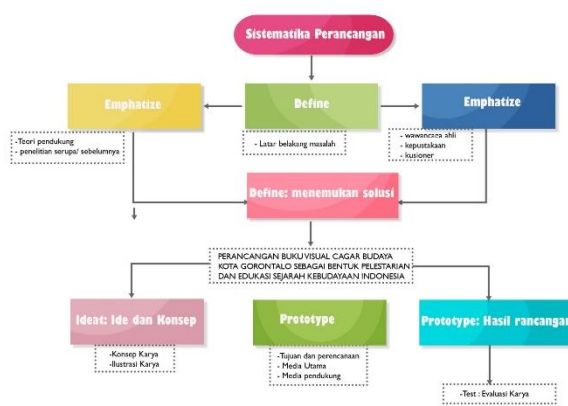 Sistematika Perancangan
Emphatize
Define
Emphatize
-Teori pendukung
- penelitian serupa/ sebelumnya
- Latar belakang masalah
- wawancaca ahli
- kepustakaan
- kusioner
Define: menemukan solusi
PERANCANGAN BUKU VISUAL CAGAR BUDAYA
KOTA GORONTALO SEBAGAI BENTUK PELESTARIAN
DAN EDUKASI SEJARAH KEBUDAYAAN INDONESIA
Ideat: Ide dan Konsep
Prototype
Prototype: Hasil rancangan
-Konsep Karya
-Ilustrasi Karya
-Tujuan dan perencanaan
- Media Utama
- Media pendukung
-Test : Evaluasi Karya